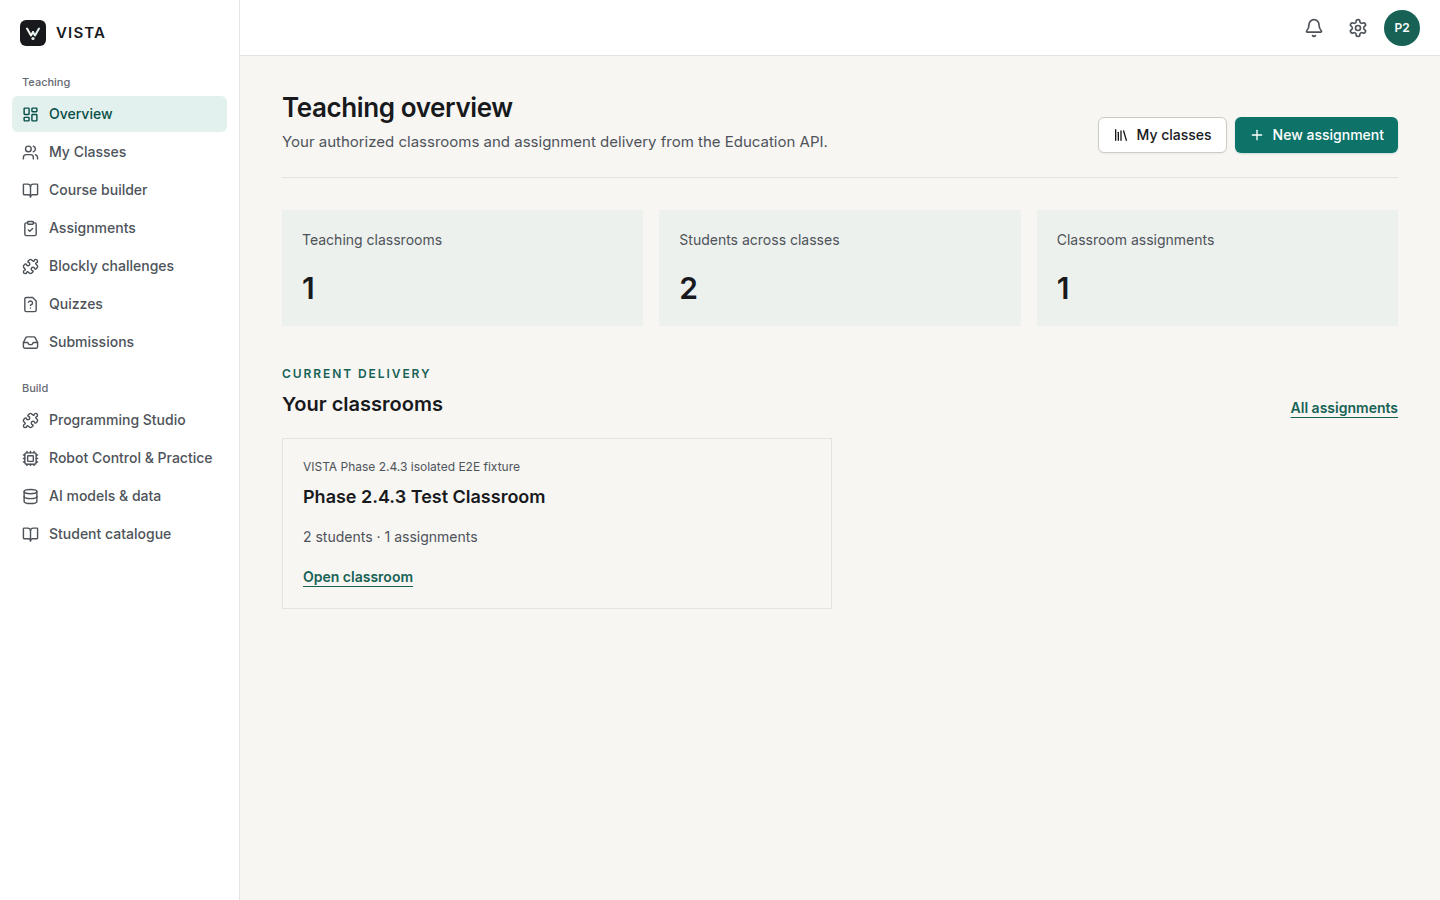 VISTA
P2
Teaching
Overview
My Classes
Course builder
Assignments
Blockly challenges
Quizzes
Submissions
Build
Programming Studio
Robot Control & Practice
AI models & data
Student catalogue
Teaching overview
Your authorized classrooms and assignment delivery from the Education API.
My classes
New assignment
Teaching classrooms
1
Students across classes
2
Classroom assignments
1
CURRENT DELIVERY
Your classrooms
All assignments
VISTA Phase 2.4.3 isolated E2E fixture
Phase 2.4.3 Test Classroom
2 students · 1 assignments
Open classroom